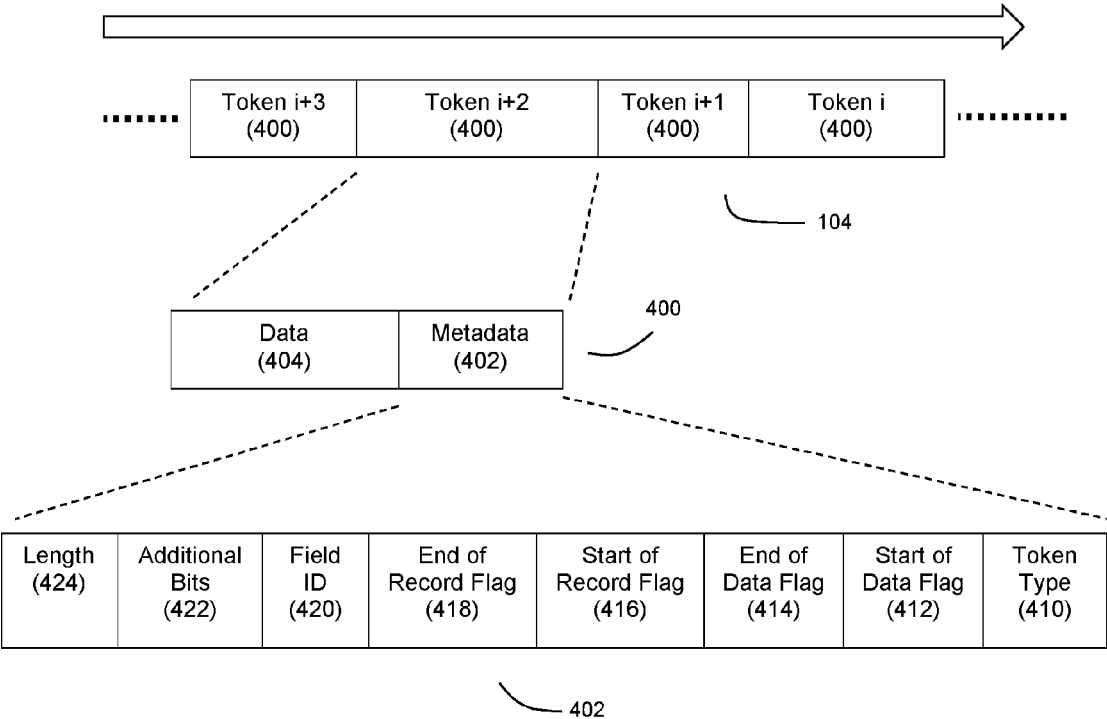 Token i+3 Token i+2 Token i+1 Token i
(400) (400) (400) (400)
104
400
Data Metadata
(404) (402)
Length Additional Field End of Start of End of Start of Token
(424) Bits ID Record Flag Record Flag Data Flag Data Flag Type
(422) (420) (418) (416) (414) (412) (410)
402